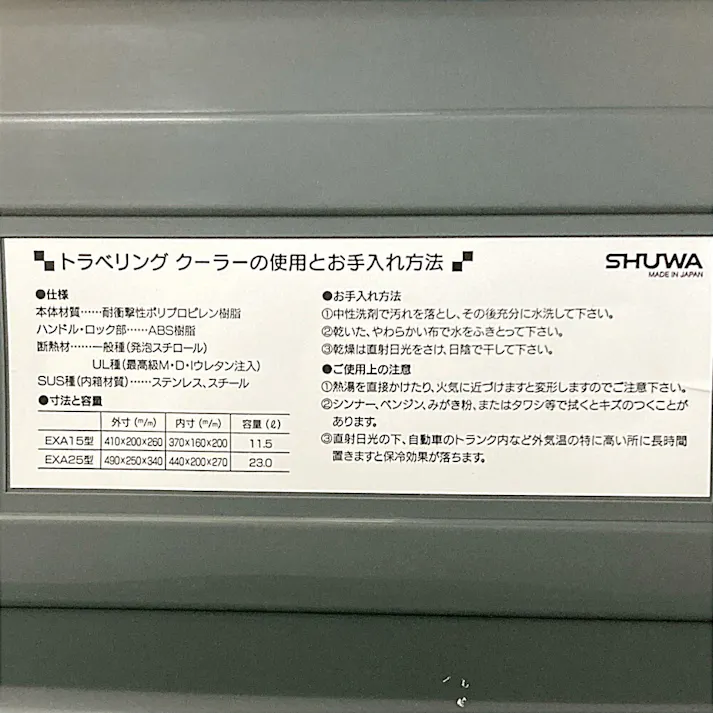 トラベリング クーラーの使用とお手入れ方法
SHUWA
MADE IN JAPAN
●仕様
本体材質……耐衝撃性ポリプロピレン樹脂
ハンドル・ロック部……ABS樹脂
断熱材……一般種(発泡スチロール)
UL種(最高級M・D・Iウレタン注入)
SUS種(内箱材質)……ステンレス、スチール
●寸法と容量
外寸(m/m) 内寸(m/m) 容量(ℓ)
EXA15型 410×200×260 370×160×200 11.5
EXA25型 490×250×340 440×200×270 23.0
●お手入れ方法
①中性洗剤で汚れを落とし、その後充分に水洗して下さい。
②乾いた、やわらかい布で水をふきとって下さい。
③乾燥は直射日光をさけ、日陰で干して下さい。
●ご使用上の注意
①熱湯を直接かけたり、火気に近づけますと変形しますのでご注意下さい。
②シンナー、ベンジン、みがき粉、またはタワシ等で拭くとキズのつくことが
あります。
③直射日光の下、自動車のトランク内など外気温の特に高い所に長時間
置きますと保冷効果が落ちます。